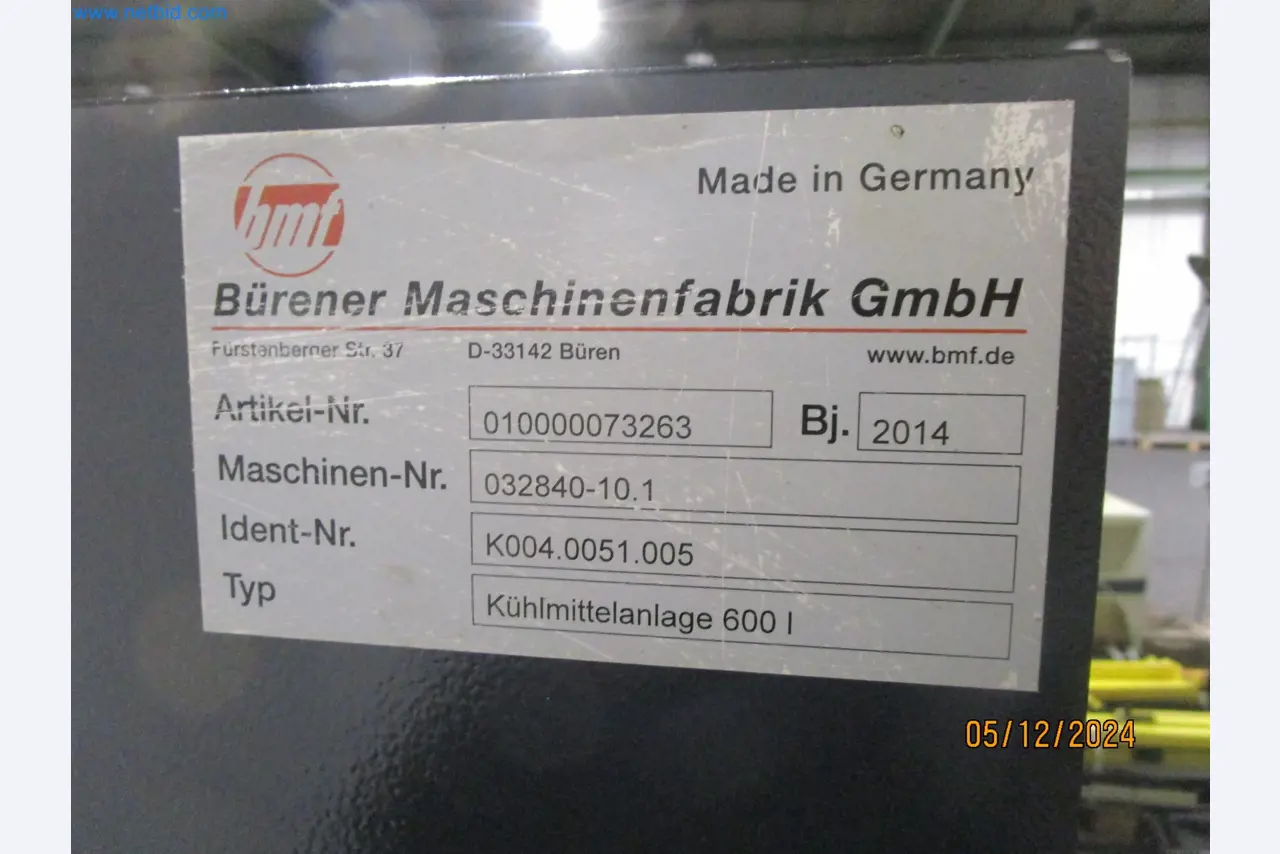 www.netbid.com
bmf
Made in Germany
Bürener Maschinenfabrik GmbH
Fürstenberger Str. 37 D-33142 Büren www.bmf.de
Artikel-Nr. 010000073263 Bj. 2014
Maschinen-Nr. 032840-10.1
Ident-Nr. K004.0051.005
Typ Kühlmittelanlage 600 l
05/12/2024